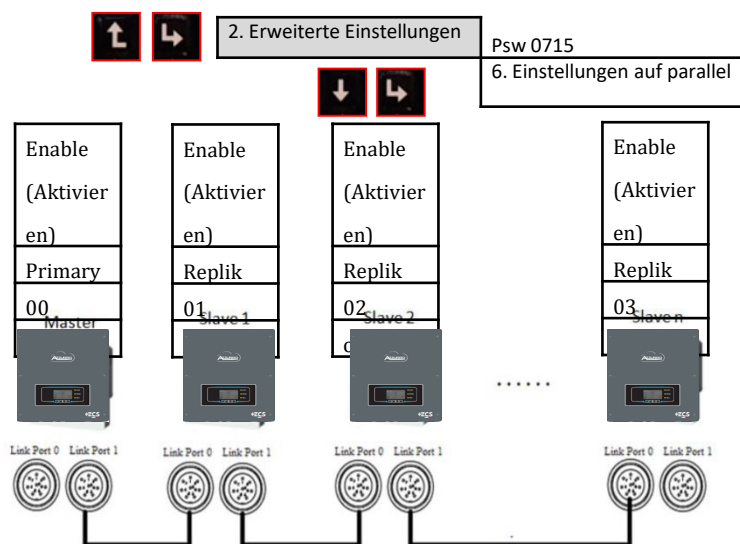 2. Erweiterte Einstellungen
Psw 0715
6. Einstellungen auf parallel
Enable
(Aktivier
en)
Primary
00
Master
Enable
(Aktivier
en)
Replik
01
Slave 1
Enable
(Aktivier
en)
Replik
02
Slave 2
Enable
(Aktivier
en)
Replik
03
Slave n
......
Link Port 0 Link Port 1
Link Port 0 Link Port 1
Link Port 0 Link Port 1
Link Port 0 Link Port 1